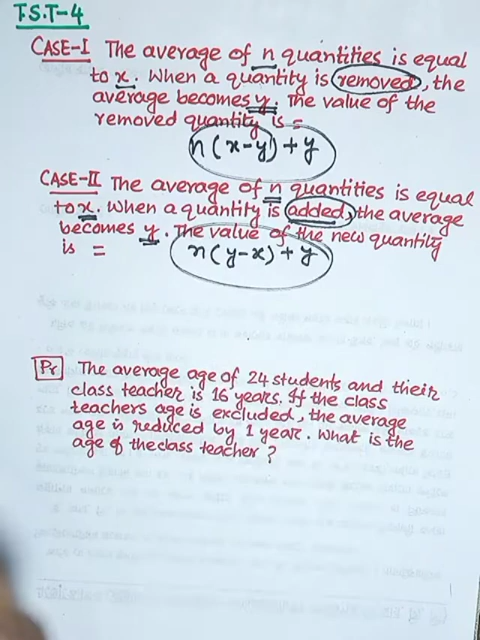 T.S.T-4
CASE-I The average of n quantities is equal
to x. When a quantity is removed, the
average becomes y. The value of the
removed quantity is =
n(x-y)+y
CASE-II The average of n quantities is equal
to x. When a quantity is added, the average
becomes y. The value of the new quantity
is =
n(y-x)+y
Pr The average age of 24 students and their
class teacher is 16 years. If the class
teachers age is excluded, the average
age is reduced by 1 year. What is the
age of the class teacher?